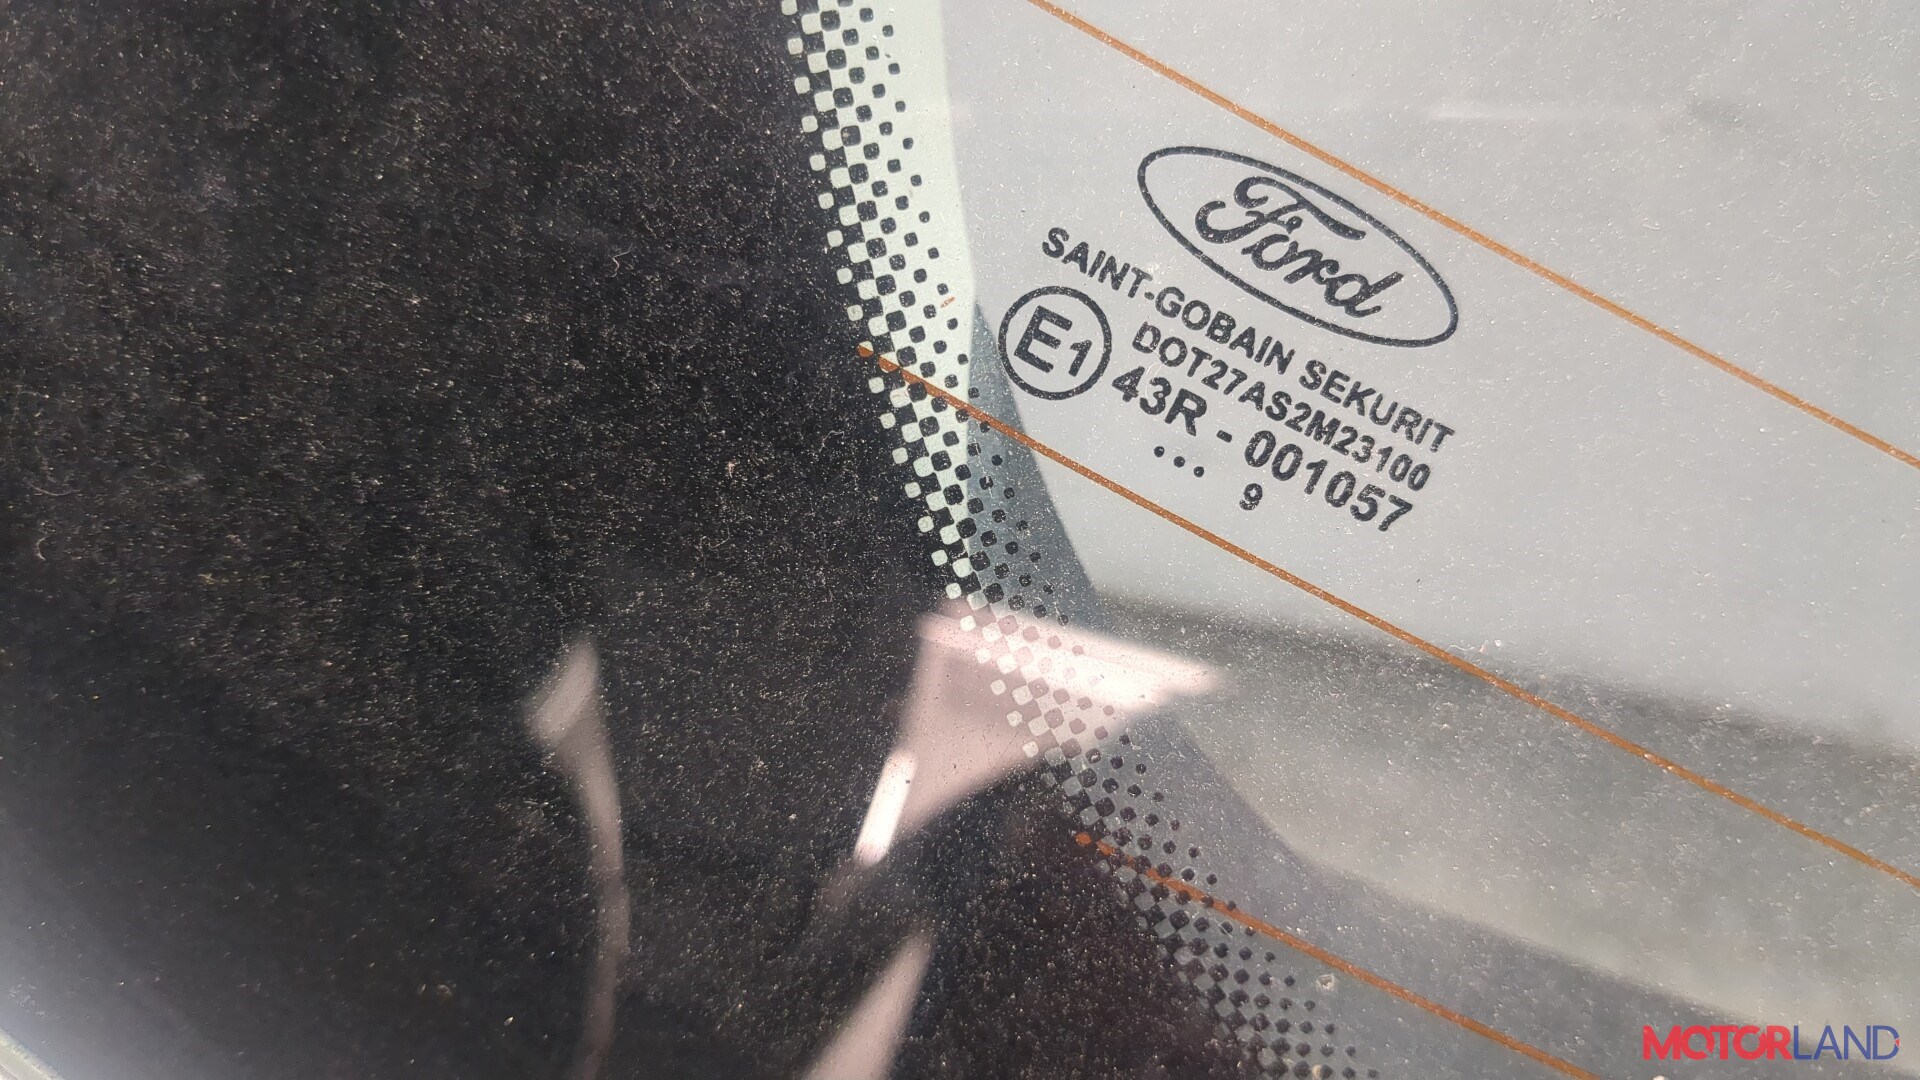 Ford
SAINT-GOBAIN SEKURIT
DOT27AS2M23100
E1
43R - 001057
...
9
MOTORLAND